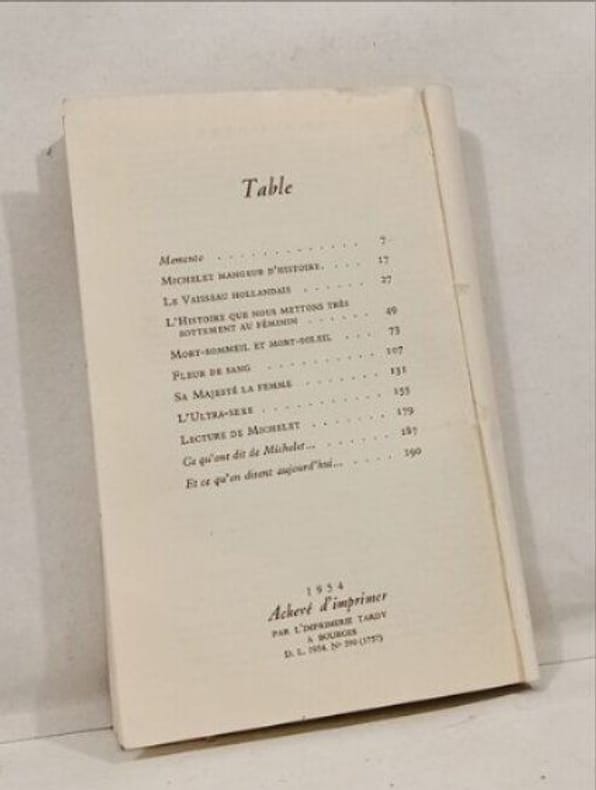 Table
Memento . . . . . . . . . . . . . 7
MICHELET MANGEUR D'HISTOIRE. . . . 17
LE VAISSEAU HOLLANDAIS . . . . . . 27
L'HISTOIRE QUE NOUS METTONS TRÈS
SOTTEMENT AU FÉMININ . . . . . . 49
MORT-SOMMEIL ET MORT-SOLEIL . . . 73
FLEUR DE SANG . . . . . . . . . . 107
SA MAJESTÉ LA FEMME . . . . . . . 131
L'ULTRA-SEXE . . . . . . . . . . . 155
LECTURE DE MICHELET . . . . . . . 179
Ce qu'ont dit de Michelet... . . . . . . 187
Et ce qu'en disent aujourd'hui... . . . . 190
1954
Achevé d'imprimer
PAR L'IMPRIMERIE TARDY
A BOURGES
D. L. 1954. Nº (1757)